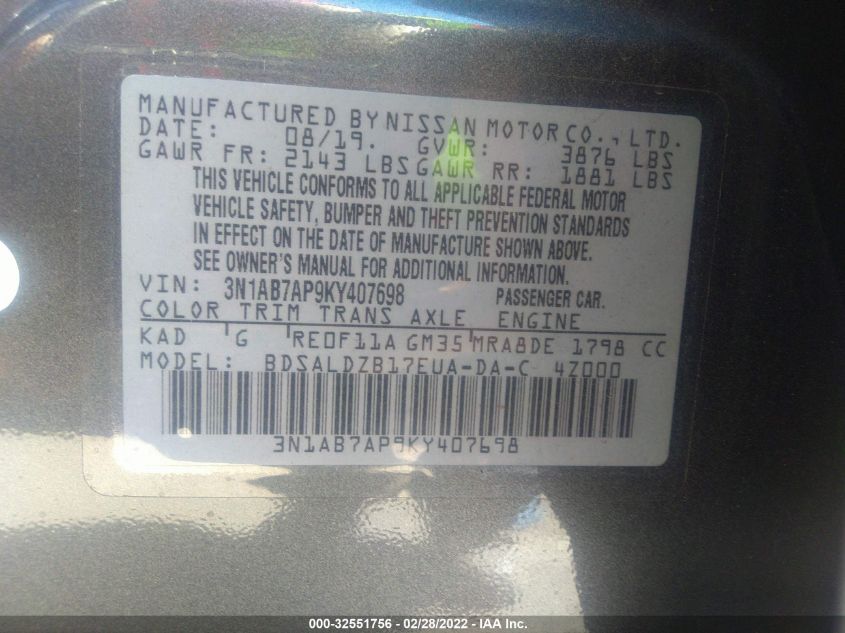 MANUFACTURED BY NISSAN MOTOR CO., LTD.
DATE: 08/19. GVWR: 3876 LBS
GAWR FR: 2143 LBS GAWR RR: 1881 LBS
THIS VEHICLE CONFORMS TO ALL APPLICABLE FEDERAL MOTOR
VEHICLE SAFETY, BUMPER AND THEFT PREVENTION STANDARDS
IN EFFECT ON THE DATE OF MANUFACTURE SHOWN ABOVE.
SEE OWNER'S MANUAL FOR ADDITIONAL INFORMATION.
VIN: 3N1AB7AP9KY407698 PASSENGER CAR.
COLOR TRIM TRANS AXLE ENGINE
KAD G RE0F11A GM35 MRA8DE 1798 CC
MODEL: BDSALDZB17EUA-DA-C 4Z000
3N1AB7AP9KY407698
000-32551756 - 02/28/2022 - IAA Inc.